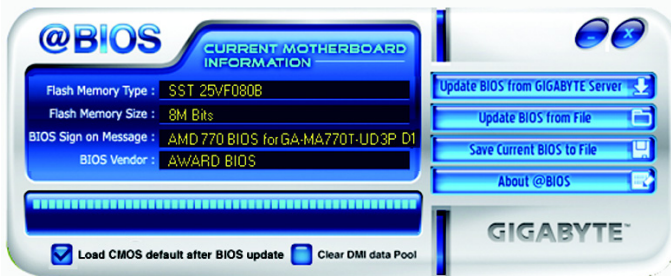 @BIOS
CURRENT MOTHERBOARD
INFORMATION
Flash Memory Type : SST 25VF080B
Flash Memory Size : 8M Bits
BIOS Sign on Message : AMD 770 BIOS for GA-MA770T-UD3P D1
BIOS Vendor : AWARD BIOS
Update BIOS from GIGABYTE Server
Update BIOS from File
Save Current BIOS to File
About @BIOS
Load CMOS default after BIOS update Clear DMI data Pool
GIGABYTE™